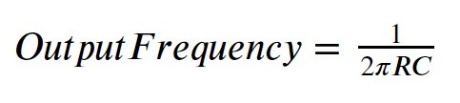 Output Frequency = 1 / 2πRC